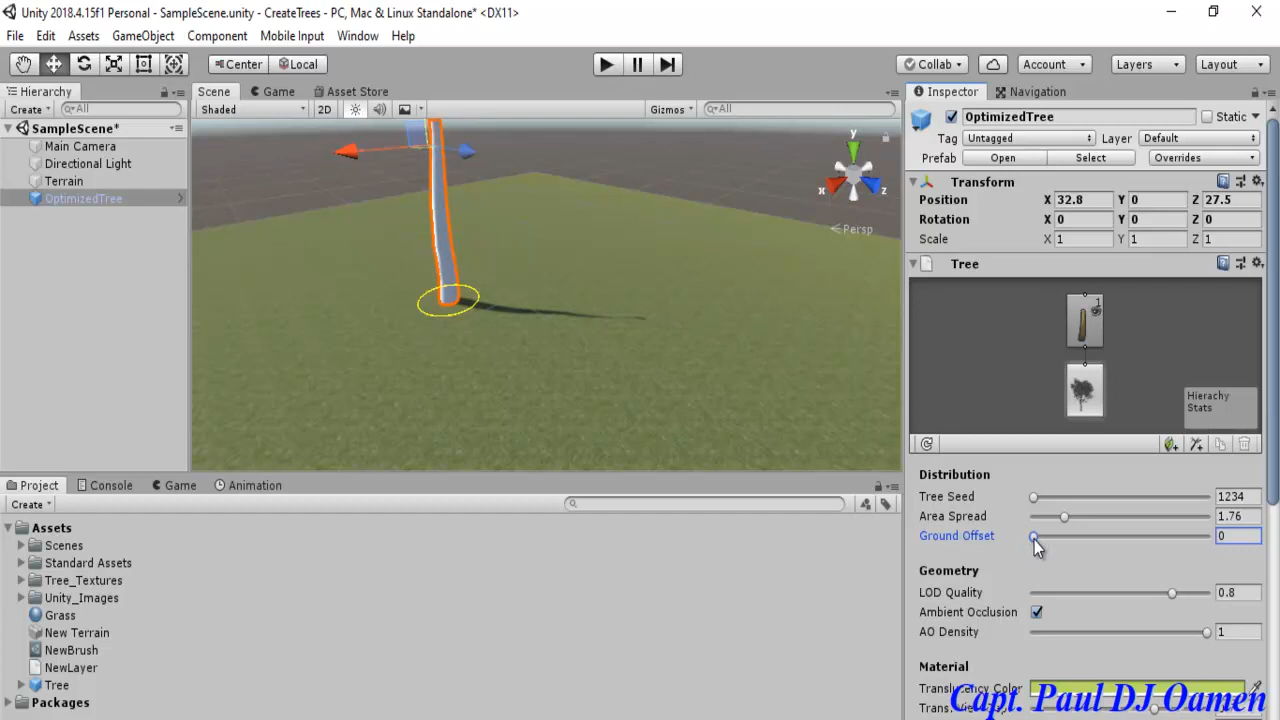 Unity 2018.4.15f1 Personal - SampleScene.unity - CreateTrees - PC, Mac & Linux Standalone* <DX11>
File Edit Assets GameObject Component Mobile Input Window Help
Center Local Collab Account Layers Layout
Hierarchy Scene Game Asset Store Inspector Navigation
Create All Shaded 2D Gizmos All
SampleScene*
Main Camera
Directional Light
Terrain
OptimizedTree
y
x z
Persp
OptimizedTree Static
Tag Untagged Layer Default
Prefab Open Select Overrides
Transform
Position X 32.8 Y 0 Z 27.5
Rotation X 0 Y 0 Z 0
Scale X 1 Y 1 Z 1
Tree
1
Hierachy
Stats
Distribution
Tree Seed 1234
Area Spread 1.76
Ground Offset 0
Geometry
LOD Quality 0.8
Ambient Occlusion
AO Density 1
Material
Translucency Color
Project Console Game Animation
Create
Assets
Scenes
Standard Assets
Tree_Textures
Unity_Images
Grass
New Terrain
NewBrush
NewLayer
Tree
Packages
Capt. Paul DJ Oamen